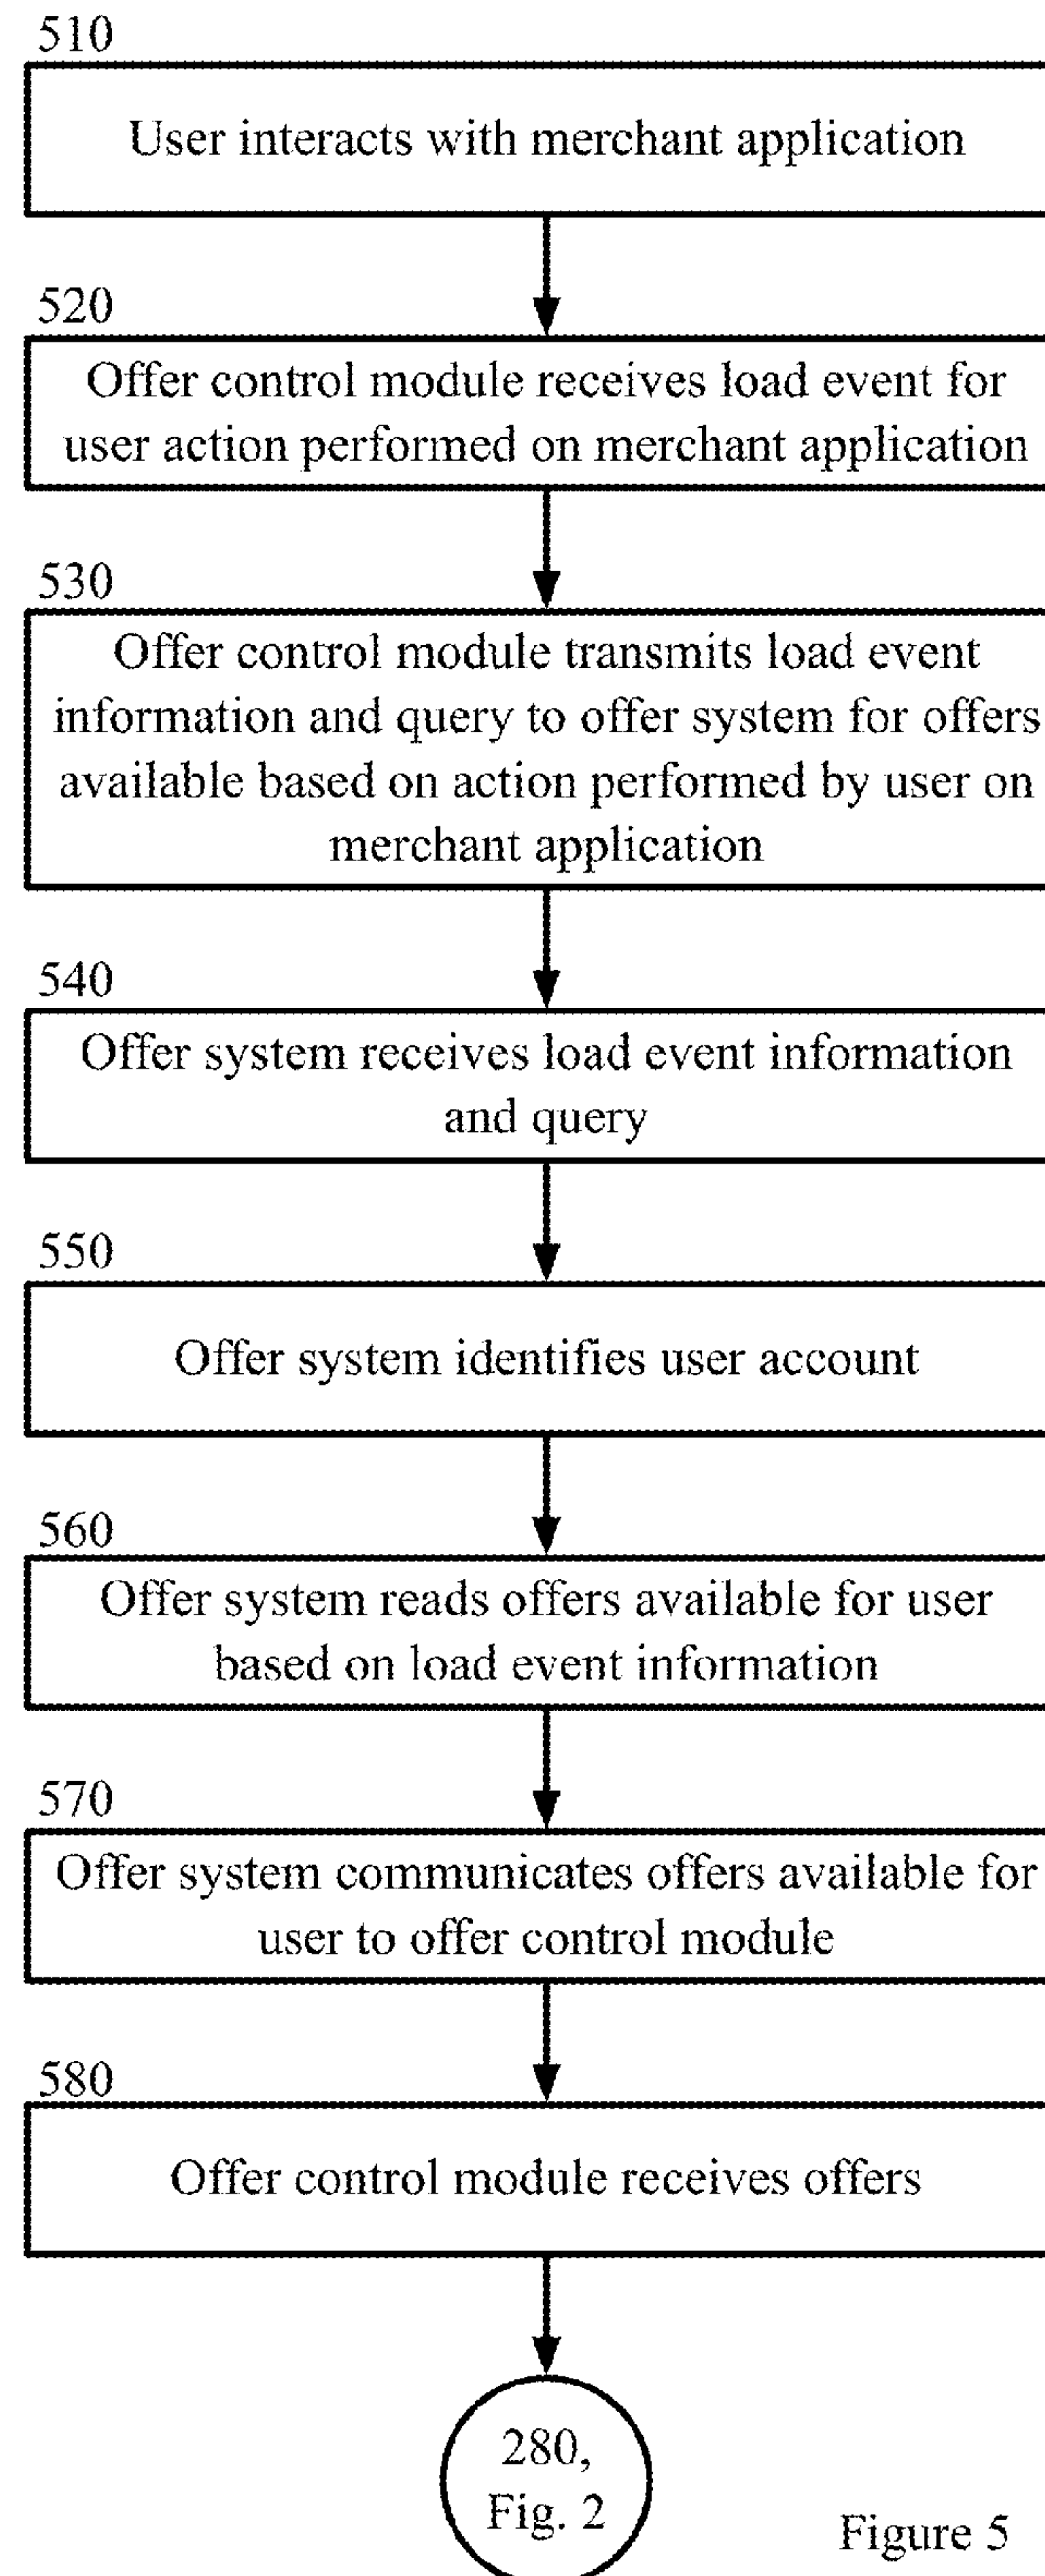 510
User interacts with merchant application
520
Offer control module receives load event for
user action performed on merchant application
530
Offer control module transmits load event
information and query to offer system for offers
available based on action performed by user on
merchant application
540
Offer system receives load event information
and query
550
Offer system identifies user account
560
Offer system reads offers available for user
based on load event information
570
Offer system communicates offers available for
user to offer control module
580
Offer control module receives offers
280,
Fig. 2
Figure 5